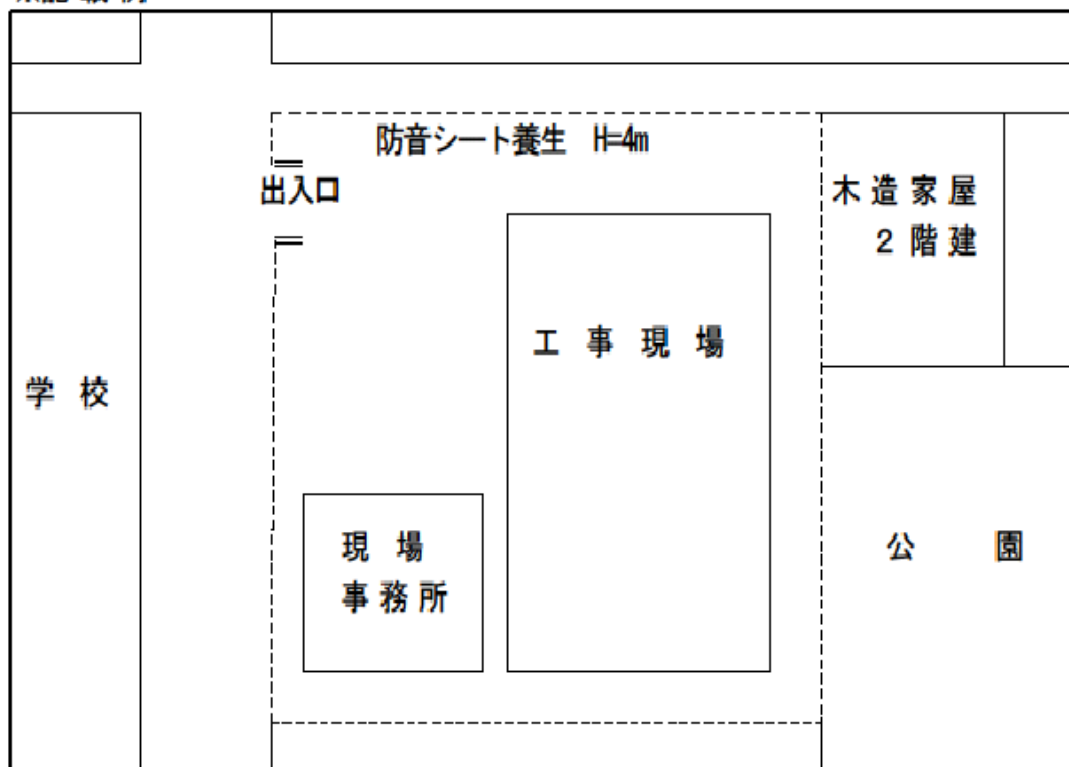 防音シート養生 H=4m
出入口
木造家屋
2階建
工事現場
学校
現場
事務所
公園